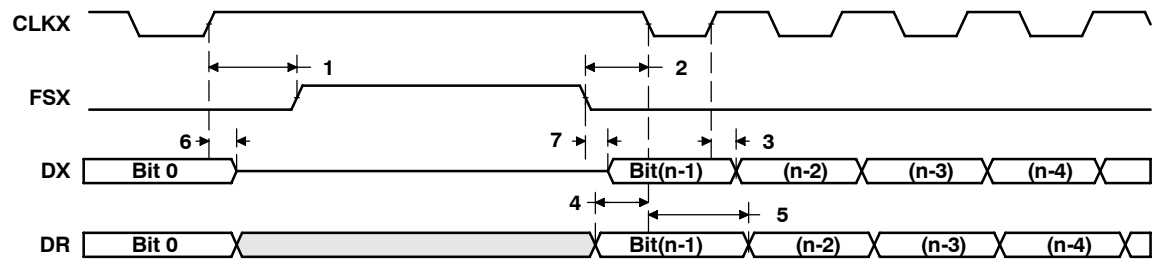 CLKX
1 2
FSX
6 7 3
DX Bit 0 Bit(n-1) (n-2) (n-3) (n-4)
4 5
DR Bit 0 Bit(n-1) (n-2) (n-3) (n-4)